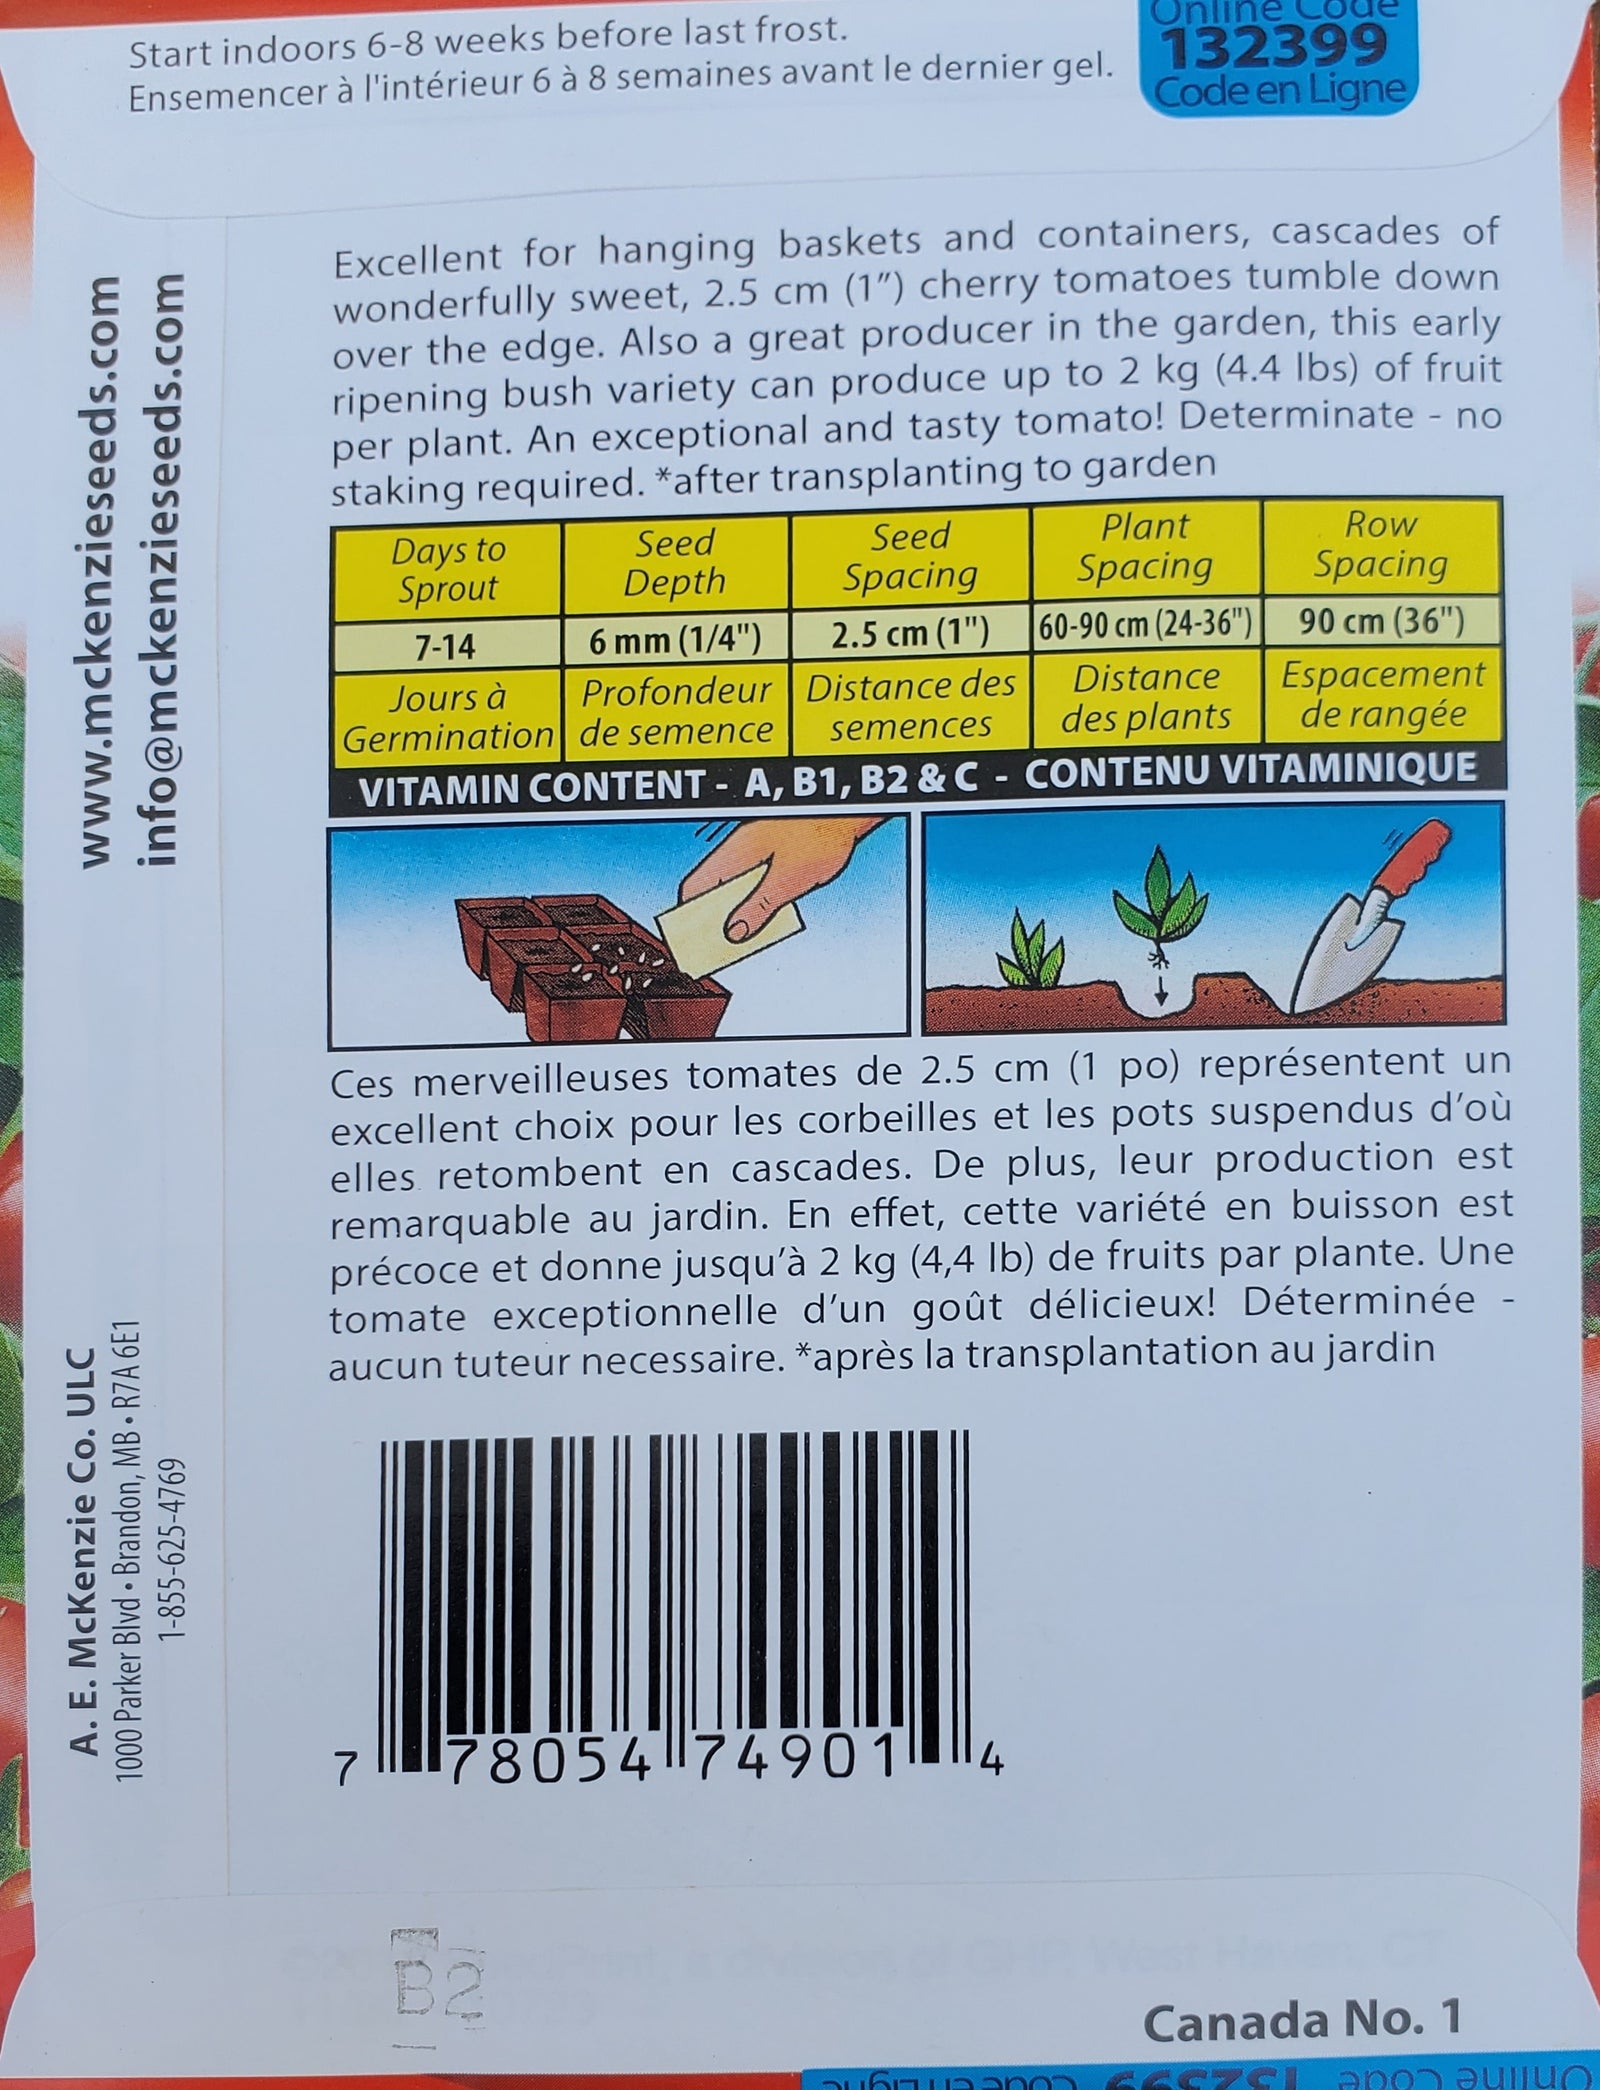 Start indoors 6-8 weeks before last frost.
Ensemencer à l'intérieur 6 à 8 semaines avant le dernier gel.
Online Code
132399
Code en Ligne
www.mckenzieseeds.com
info@mckenzieseeds.com
Excellent for hanging baskets and containers, cascades of
wonderfully sweet, 2.5 cm (1") cherry tomatoes tumble down
over the edge. Also a great producer in the garden, this early
ripening bush variety can produce up to 2 kg (4.4 lbs) of fruit
per plant. An exceptional and tasty tomato! Determinate - no
staking required. *after transplanting to garden
Days to Sprout
Seed Depth
Seed Spacing
Plant Spacing
Row Spacing
7-14
6 mm (1/4")
2.5 cm (1")
60-90 cm (24-36")
90 cm (36")
Jours à Germination
Profondeur de semence
Distance des semences
Distance des plants
Espacement de rangée
VITAMIN CONTENT - A, B1, B2 & C - CONTENU VITAMINIQUE
Ces merveilleuses tomates de 2.5 cm (1 po) représentent un
excellent choix pour les corbeilles et les pots suspendus d'où
elles retombent en cascades. De plus, leur production est
remarquable au jardin. En effet, cette variété en buisson est
précoce et donne jusqu'à 2 kg (4,4 lb) de fruits par plante. Une
tomate exceptionnelle d'un goût délicieux! Déterminée -
aucun tuteur necessaire. *après la transplantation au jardin
A. E. McKenzie Co. ULC
1000 Parker Blvd • Brandon, MB • R7A 6E1
1-855-625-4769
7 78054 74901 4
B2
Canada No. 1
Online Code 132399 Code en Ligne